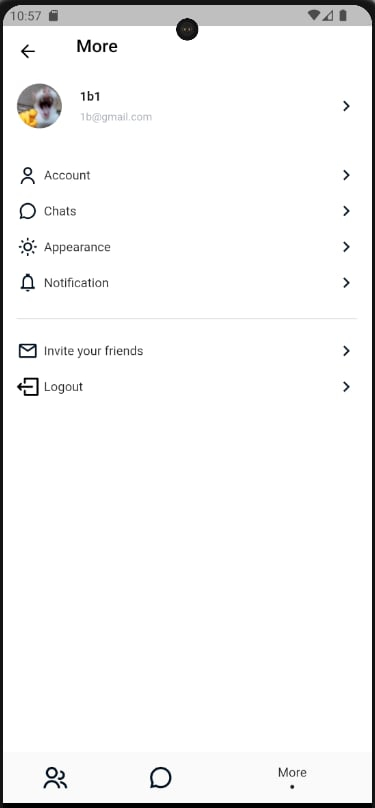 10:57
More
1b1
1b@gmail.com
Account
Chats
Appearance
Notification
Invite your friends
Logout
More